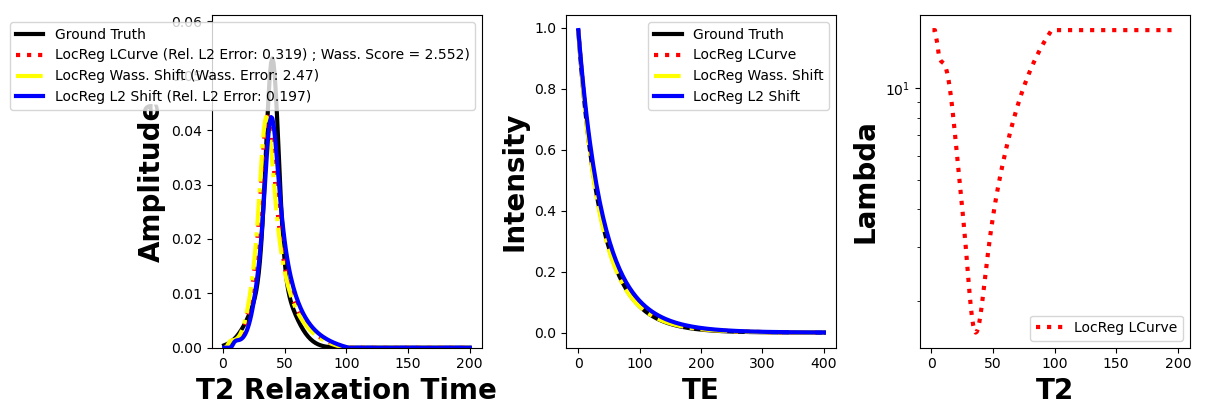 0.06
0.04
0.03
0.02
0.01
0.00
Amplitude
Ground Truth
LocReg LCurve (Rel. L2 Error: 0.319) ; Wass. Score = 2.552)
LocReg Wass. Shift (Wass. Error: 2.47)
LocReg L2 Shift (Rel. L2 Error: 0.197)
0 50 100 150 200
T2 Relaxation Time
1.0
0.8
0.6
0.4
0.2
0.0
Intensity
Ground Truth
LocReg LCurve
LocReg Wass. Shift
LocReg L2 Shift
0 100 200 300 400
TE
10¹
Lambda
LocReg LCurve
0 50 100 150 200
T2